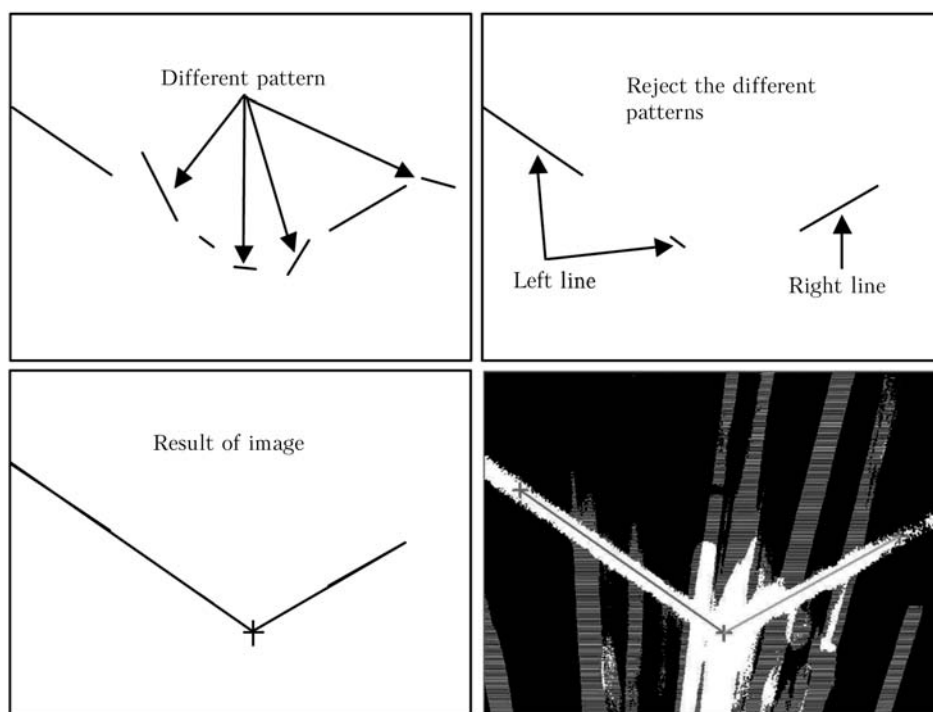 Different pattern
Reject the different
patterns
Left line
Right line
Result of image